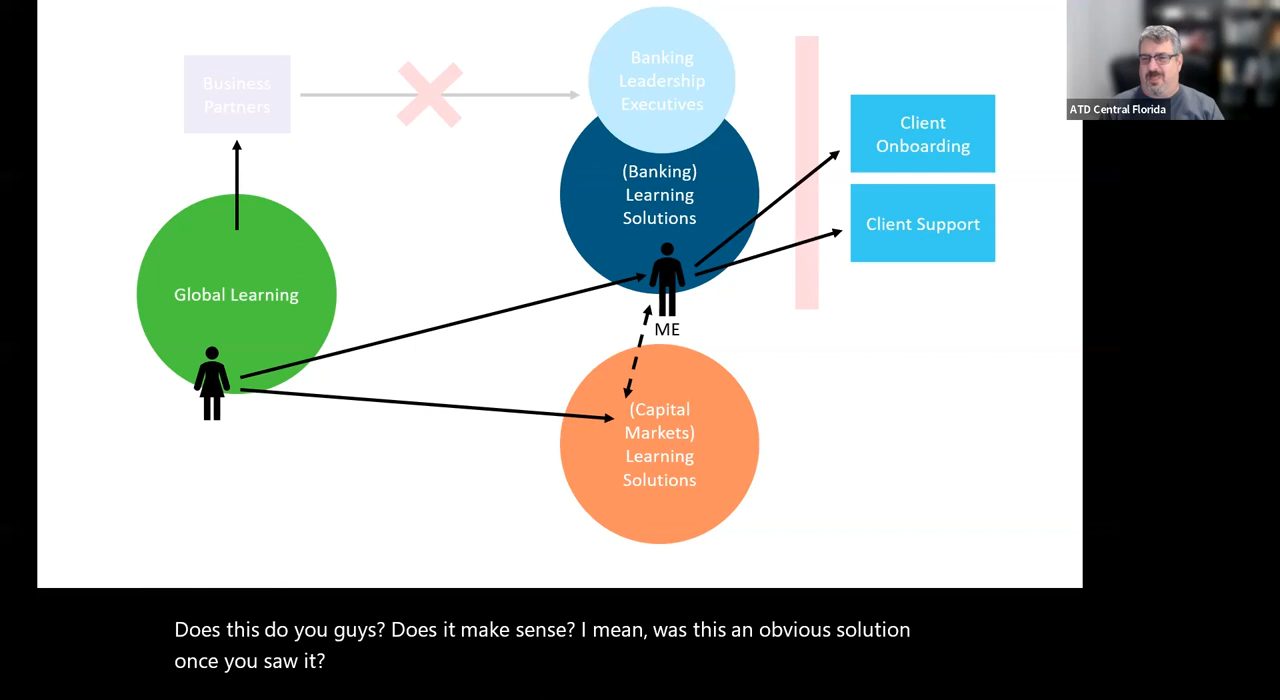 Business
Partners
Banking
Leadership
Executives
(Banking)
Learning
Solutions
Client
Onboarding
Client Support
ATD Central Florida
Global Learning
ME
(Capital
Markets)
Learning
Solutions
Does this do you guys? Does it make sense? I mean, was this an obvious solution
once you saw it?